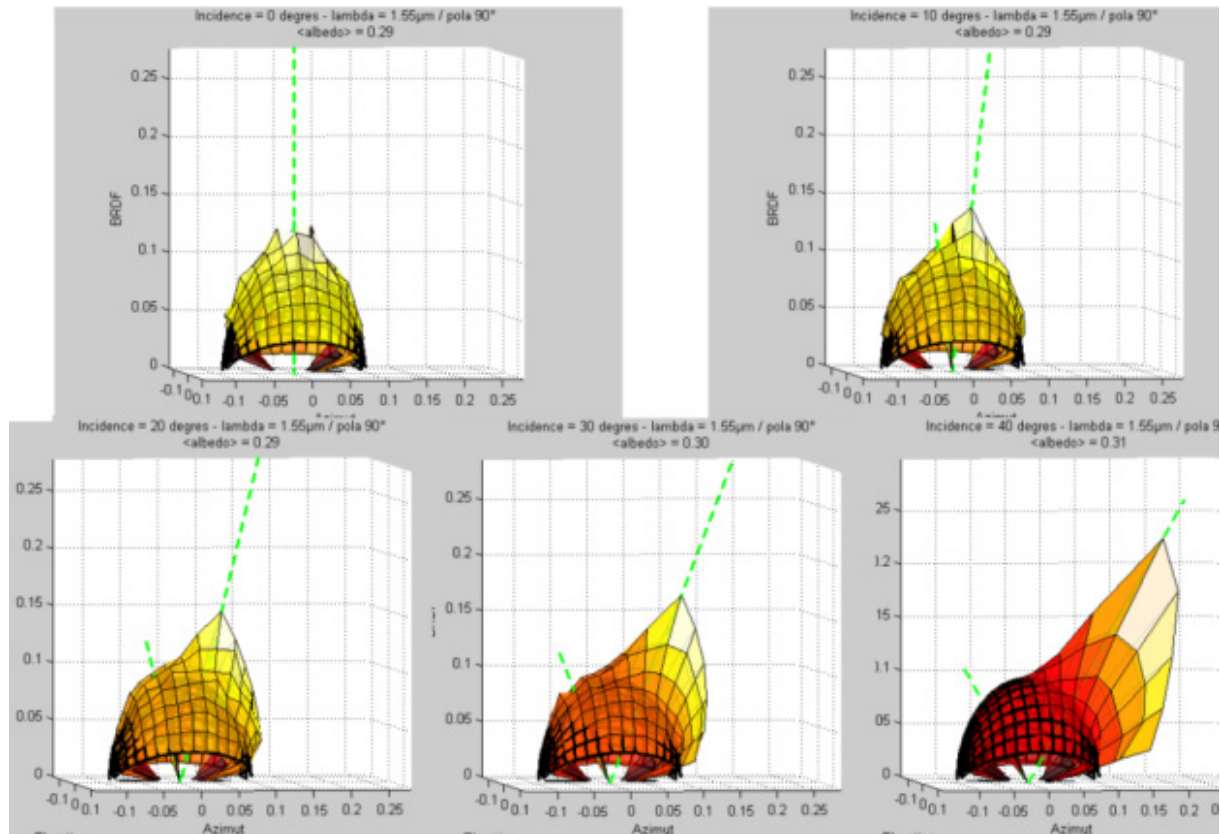 Incidence = 0 degres - lambda = 1.55µm / pola 90°
<albedo> = 0.29
0.25
0.2
0.15
BRDF
0.1
0.05
0
-0.1 0 0.1 -0.1 -0.05 0 0.05 0.1 0.15 0.2 0.25
Incidence = 10 degres - lambda = 1.55µm / pola 90°
<albedo> = 0.29
0.25
0.2
0.15
BRDF
0.1
0.05
0
-0.1 0 0.1 -0.1 -0.05 0 0.05 0.1 0.15 0.2 0.25
Incidence = 20 degres - lambda = 1.55µm / pola 90°
<albedo> = 0.29
0.25
0.2
0.15
0.1
0.05
0
-0.1 0 0.1 -0.1 -0.05 0 0.05 0.1 0.15 0.2 0.25
Azimut
Incidence = 30 degres - lambda = 1.55µm / pola 90°
<albedo> = 0.30
0.25
0.2
0.15
0.1
0.05
0
-0.1 0 0.1 -0.1 -0.05 0 0.05 0.1 0.15 0.2 0.25
Azimut
Incidence = 40 degres - lambda = 1.55µm / pola 9
<albedo> = 0.31
25
0.2
15
0.1
05
0
-0.1 0 0.1 -0.1 -0.05 0 0.05 0.1 0.15 0.2
Azimut